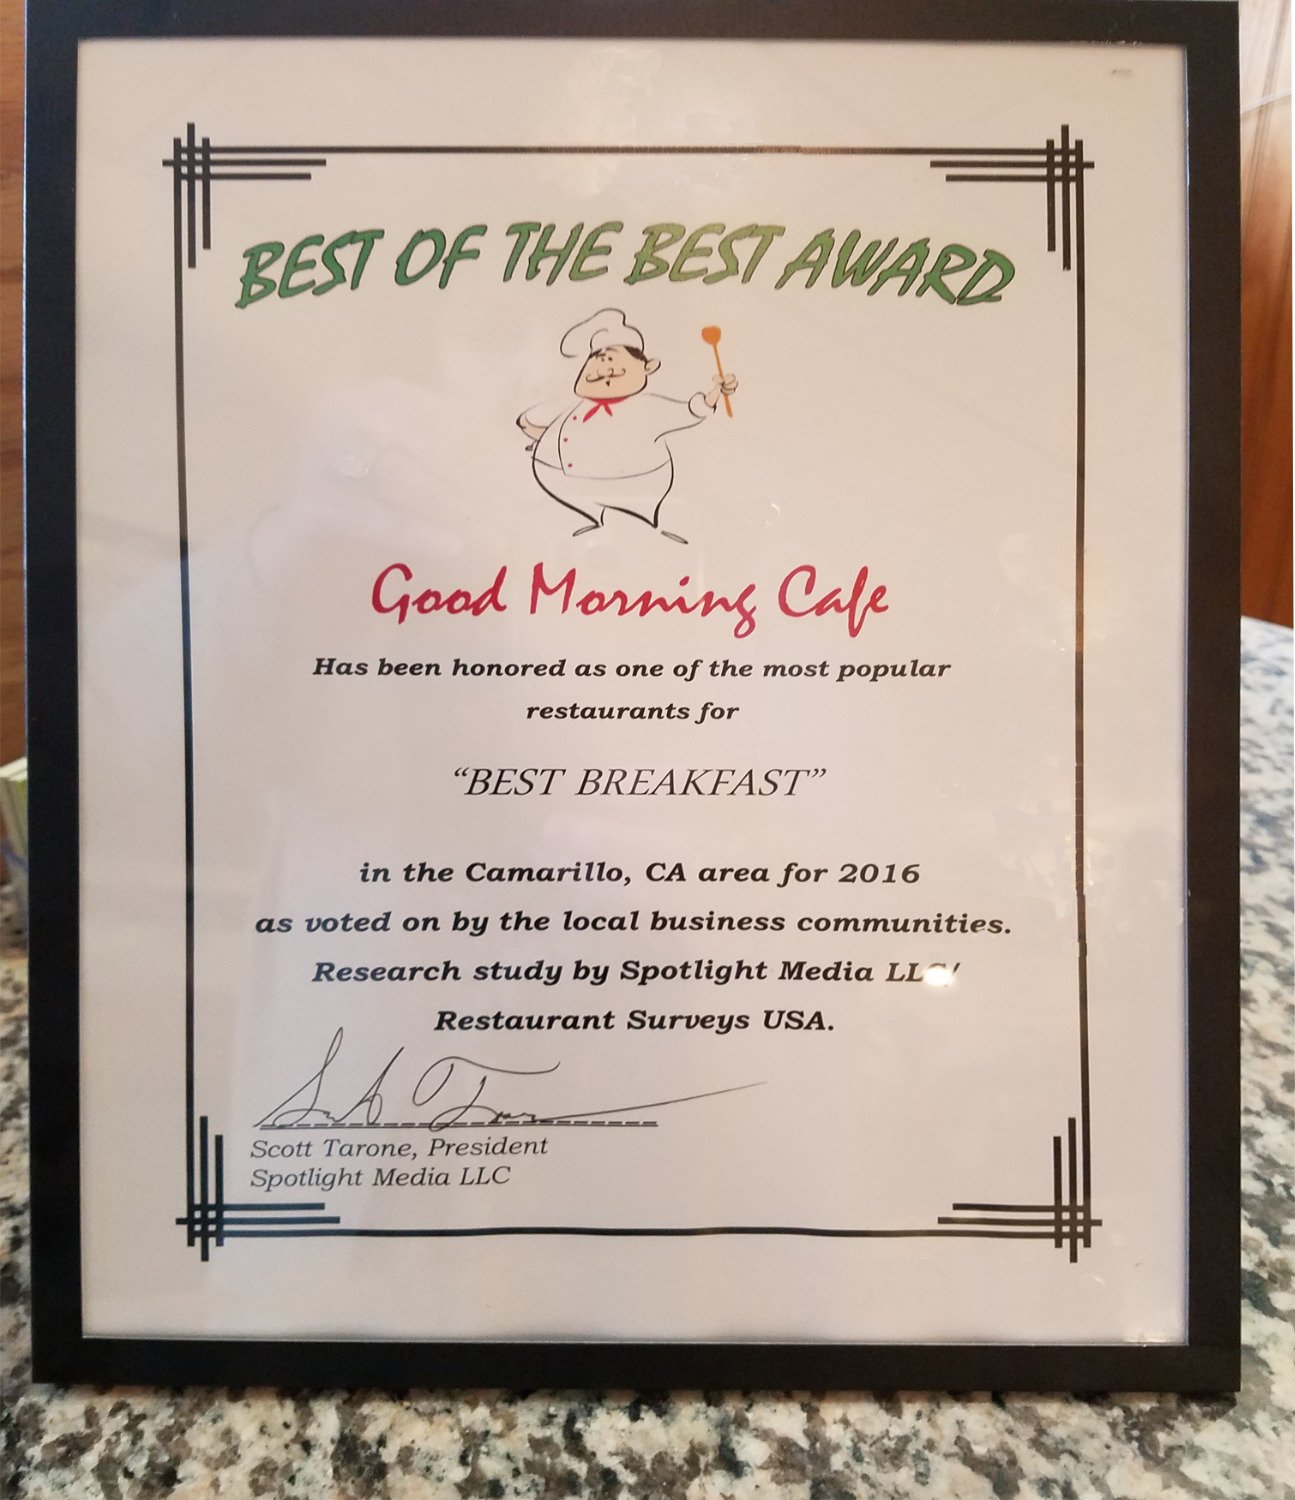 BEST OF THE BEST AWARD
Good Morning Cafe
Has been honored as one of the most popular
restaurants for
“BEST BREAKFAST”
in the Camarillo, CA area for 2016
as voted on by the local business communities.
Research study by Spotlight Media LLC/
Restaurant Surveys USA.
Scott Tarone, President
Spotlight Media LLC